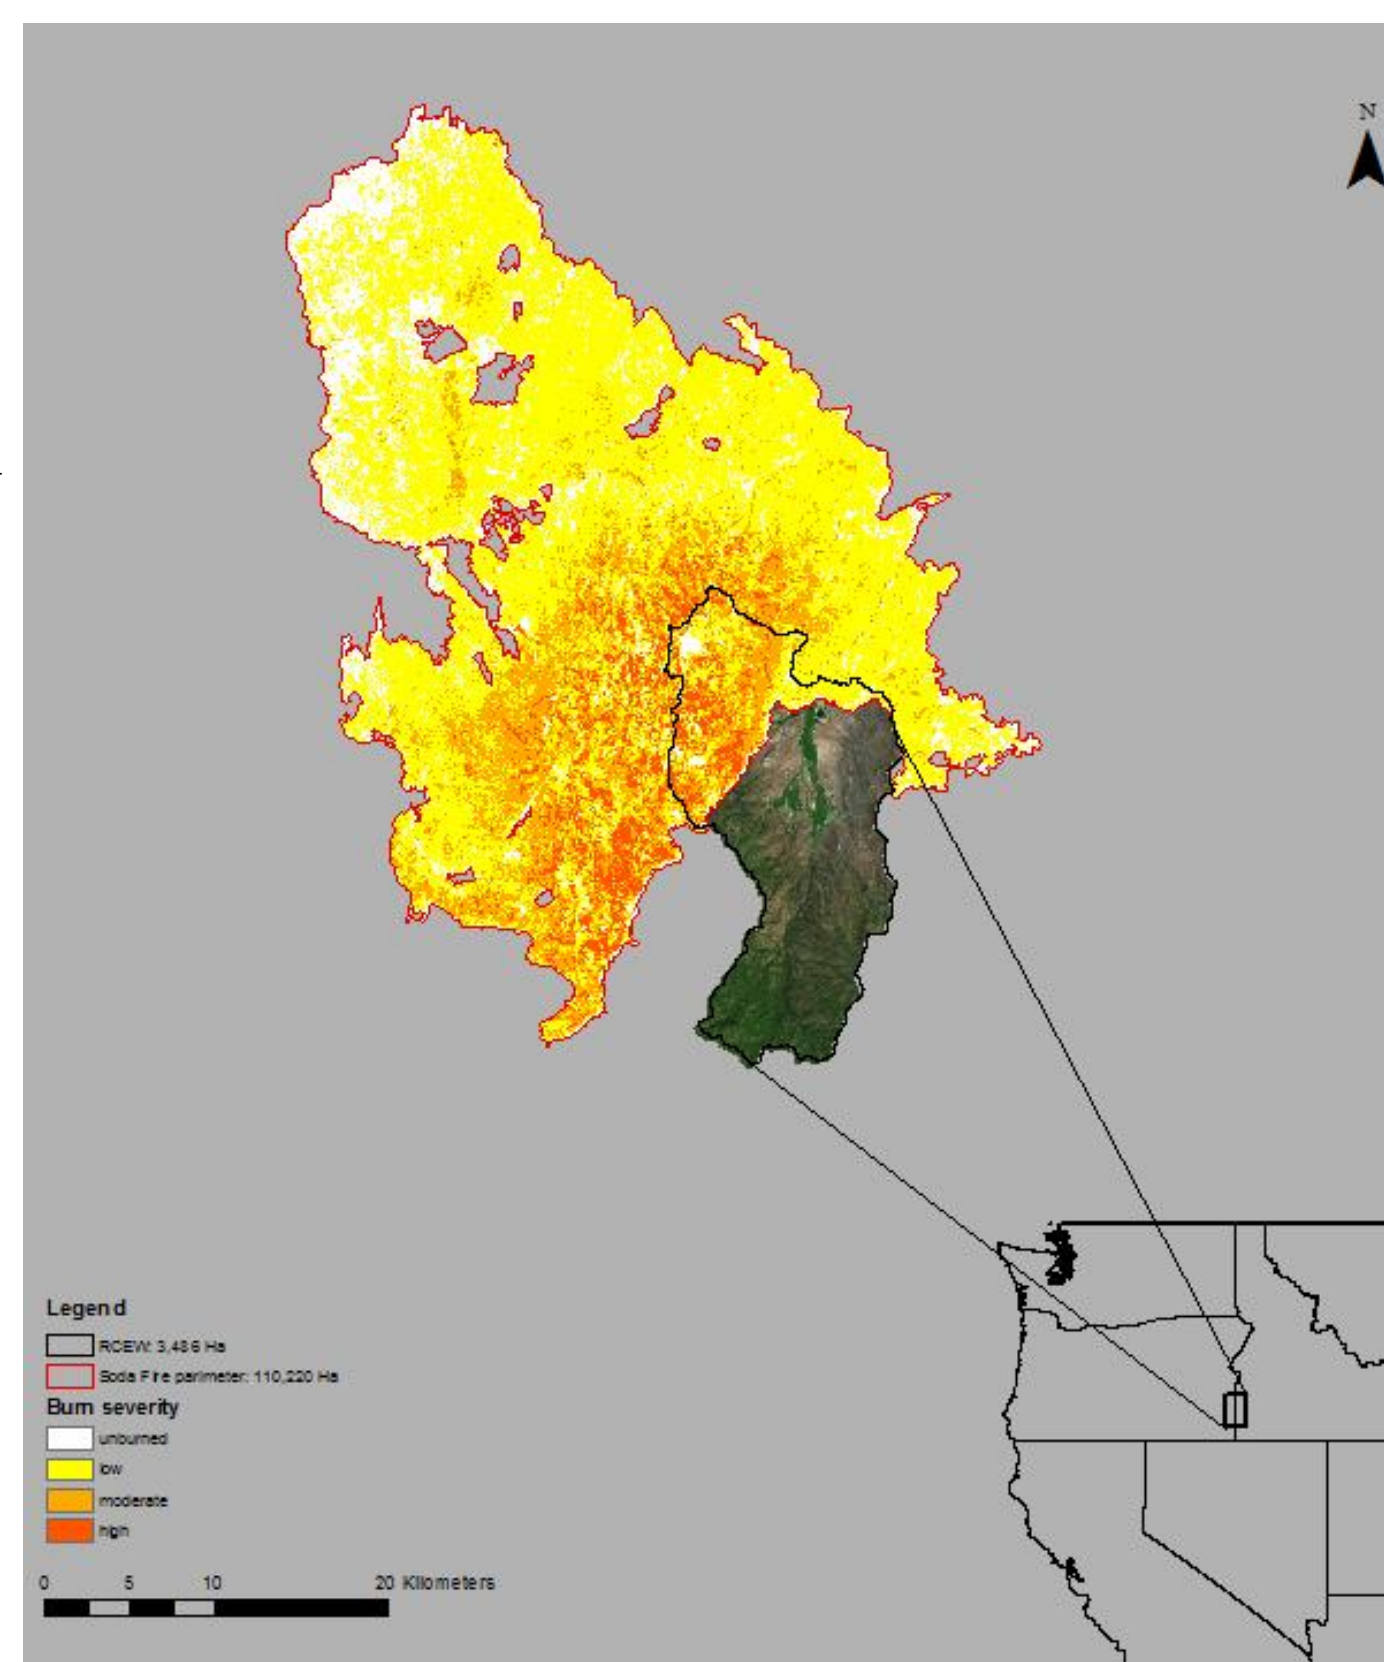 N
Legend
RCEW: 3,486 Ha
Soda Fire parimeter: 110,220 Ha
Burn severity
unburned
low
moderate
high
0 5 10 20 Kilometers